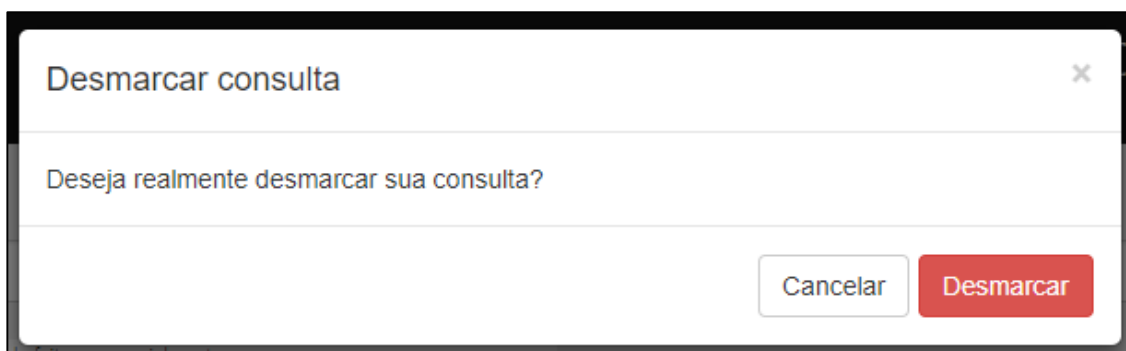 Desmarcar consulta
×
Deseja realmente desmarcar sua consulta?
Cancelar
Desmarcar